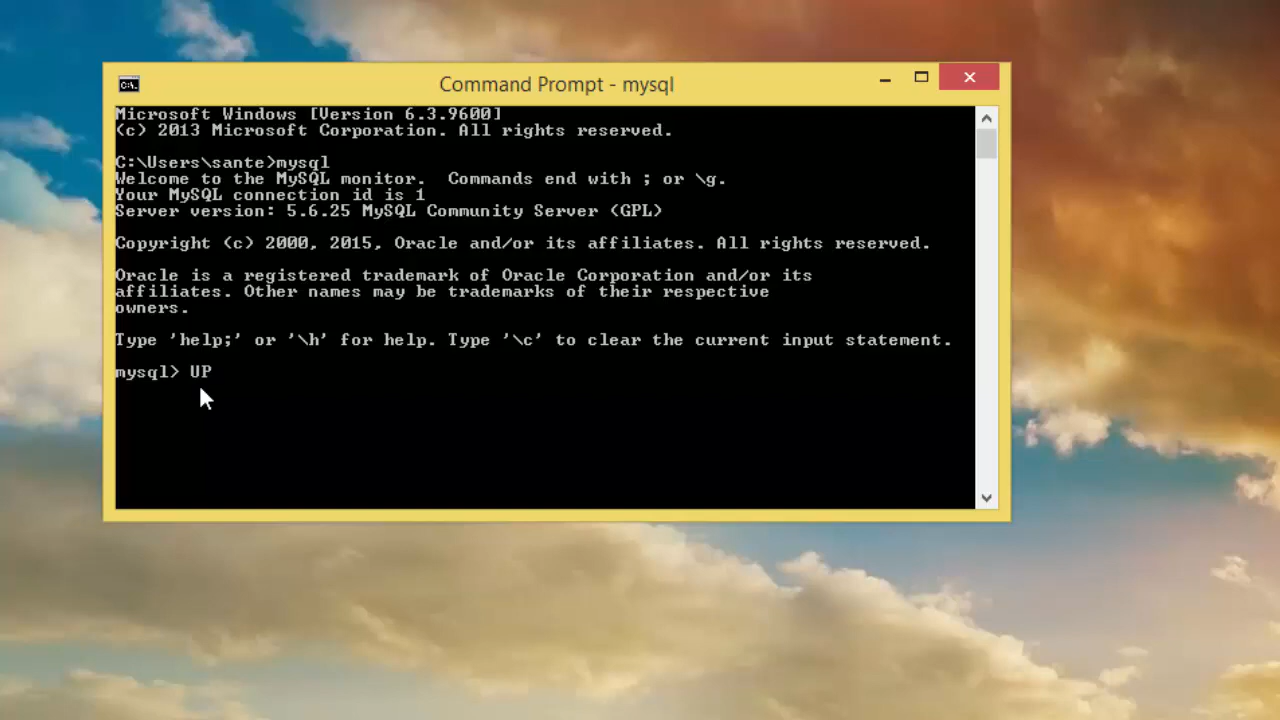 Command Prompt - mysql
Microsoft Windows [Version 6.3.9600]
(c) 2013 Microsoft Corporation. All rights reserved.
C:\Users\sante>mysql
Welcome to the MySQL monitor.  Commands end with ; or \g.
Your MySQL connection id is 1
Server version: 5.6.25 MySQL Community Server (GPL)
Copyright (c) 2000, 2015, Oracle and/or its affiliates. All rights reserved.
Oracle is a registered trademark of Oracle Corporation and/or its
affiliates. Other names may be trademarks of their respective
owners.
Type 'help;' or '\h' for help. Type '\c' to clear the current input statement.
mysql> UP